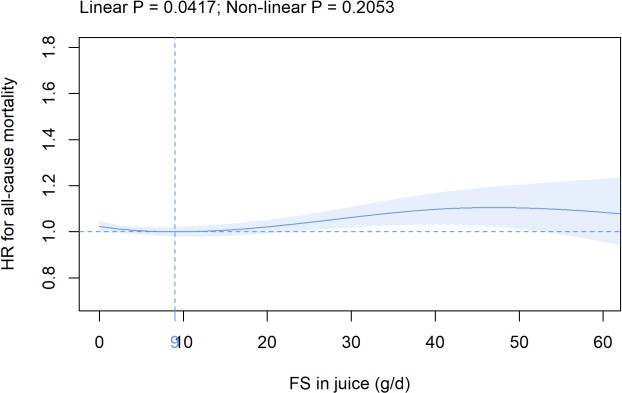 Linear P = 0.0417; Non-linear P = 0.2053
HR for all-cause mortality
1.8
1.6
1.4
1.2
1.0
0.8
0 9 10 20 30 40 50 60
FS in juice (g/d)